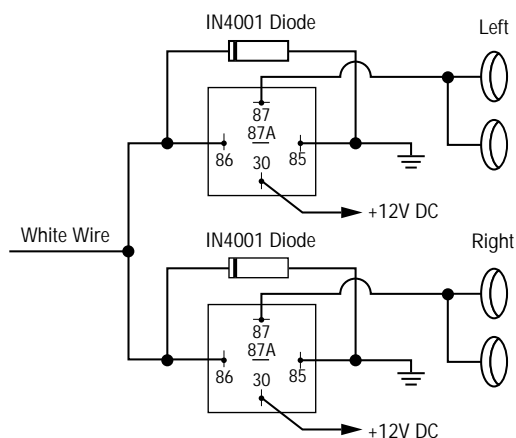 IN4001 Diode
Left
87
87A
86
30
85
+12V DC
White Wire
IN4001 Diode
Right
87
87A
86
30
85
+12V DC